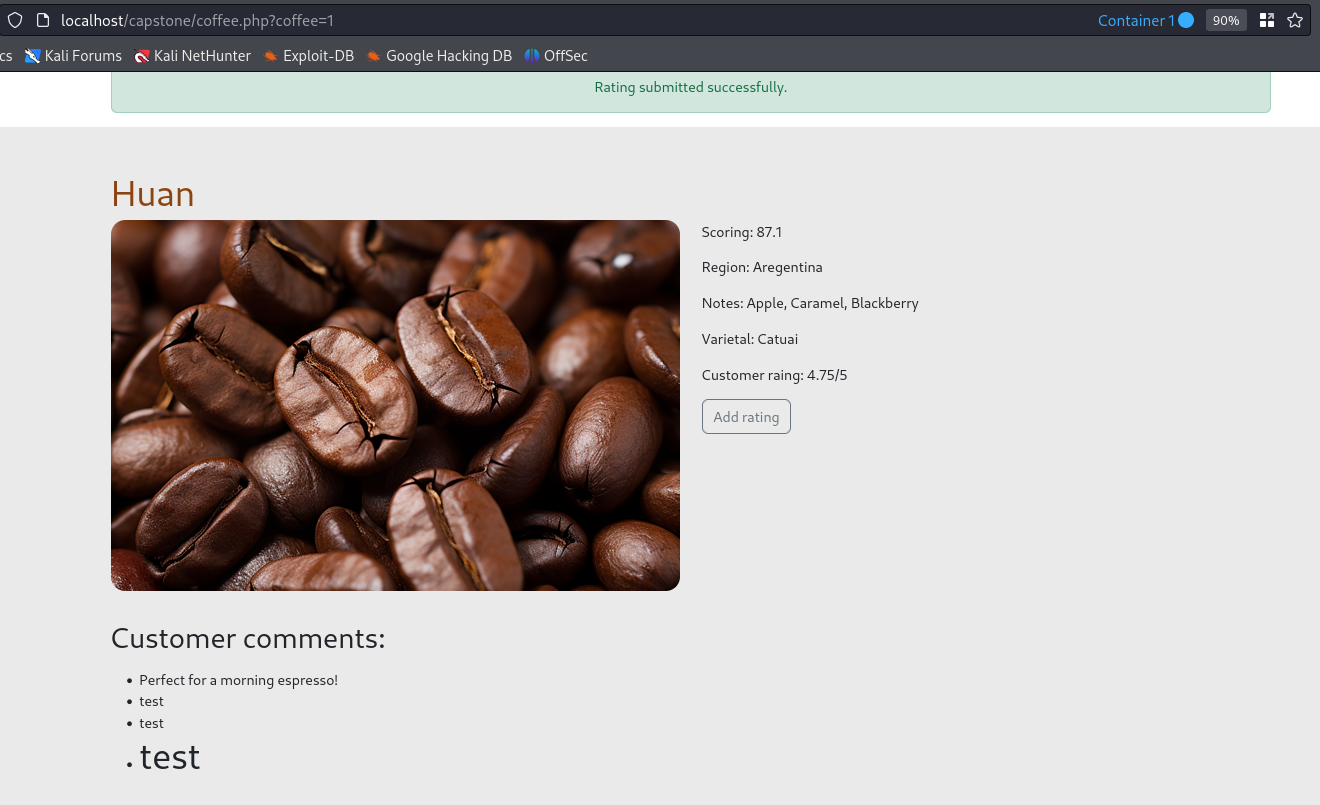 localhost/capstone/coffee.php?coffee=1 Container 1 90%
cs Kali Forums Kali NetHunter Exploit-DB Google Hacking DB OffSec
Rating submitted successfully.
Huan
Scoring: 87.1
Region: Aregentina
Notes: Apple, Caramel, Blackberry
Varietal: Catuai
Customer raing: 4.75/5
Add rating
Customer comments:
• Perfect for a morning espresso!
• test
• test
• test